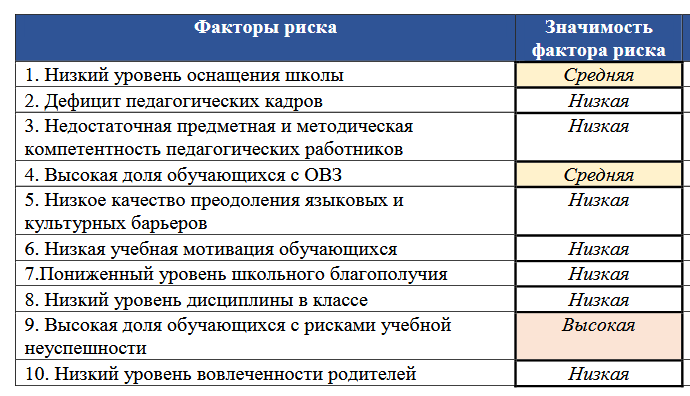 Факторы риска
Значимость
фактора риска
1. Низкий уровень оснащения школы
Средняя
2. Дефицит педагогических кадров
Низкая
3. Недостаточная предметная и методическая
компетентность педагогических работников
Низкая
4. Высокая доля обучающихся с ОВЗ
Средняя
5. Низкое качество преодоления языковых и
культурных барьеров
Низкая
6. Низкая учебная мотивация обучающихся
Низкая
7.Пониженный уровень школьного благополучия
Низкая
8. Низкий уровень дисциплины в классе
Низкая
9. Высокая доля обучающихся с рисками учебной
неуспешности
Высокая
10. Низкий уровень вовлеченности родителей
Низкая